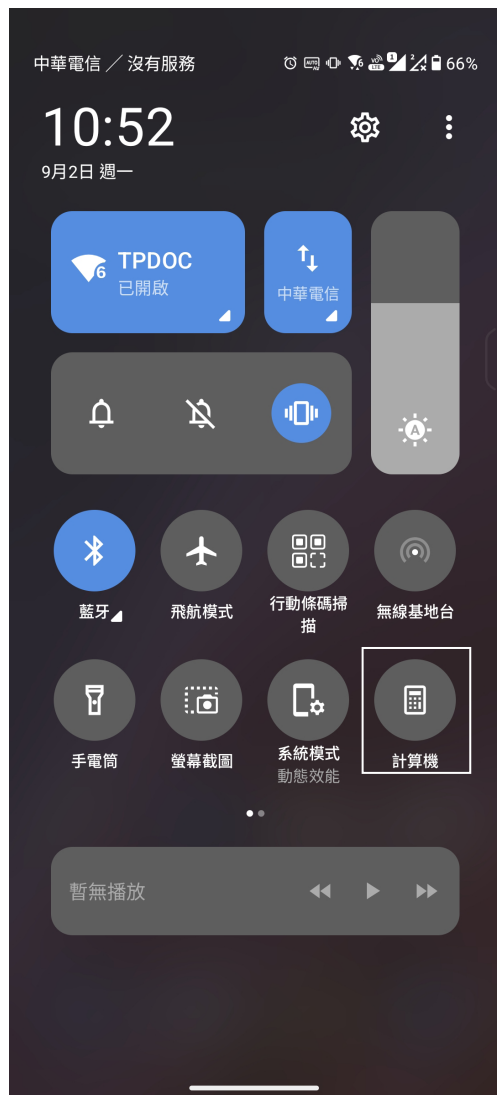 中華電信／沒有服務
66%
10:52
9月2日 週一
6
TPDOC
已開啟
中華電信
A
藍牙
飛航模式
行動條碼掃
描
無線基地台
手電筒
螢幕截圖
系統模式
動態效能
計算機
暫無播放